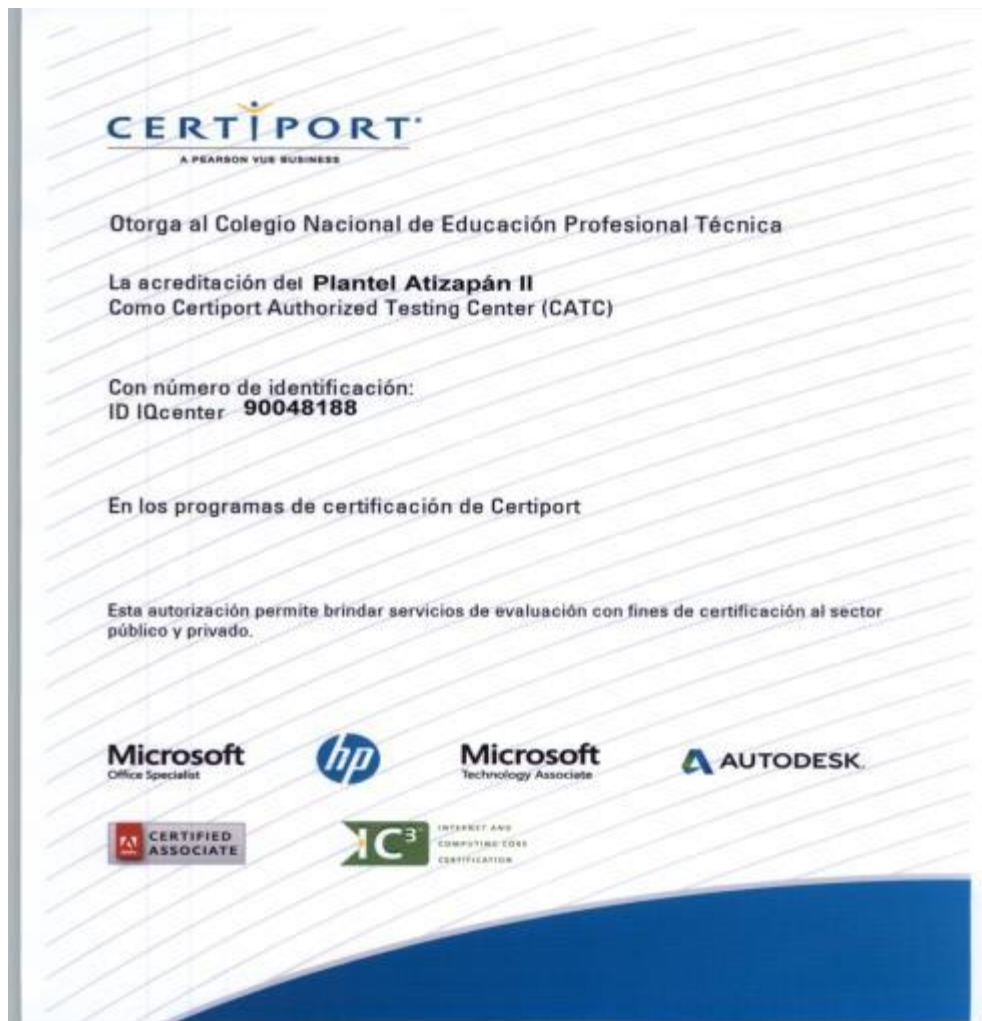 CERTIPORT
A PEARSON VUE BUSINESS
Otorga al Colegio Nacional de Educación Profesional Técnica
La acreditación del Plantel Atizapán II
Como Certiport Authorized Testing Center (CATC)
Con número de identificación:
ID IQcenter 90048188
En los programas de certificación de Certiport
Esta autorización permite brindar servicios de evaluación con fines de certificación al sector
público y privado.
Microsoft
Office Specialist
hp
Microsoft
Technology Associate
AUTODESK.
CERTIFIED
ASSOCIATE
IC³
INTERNET AND
COMPUTING CORE
CERTIFICATION